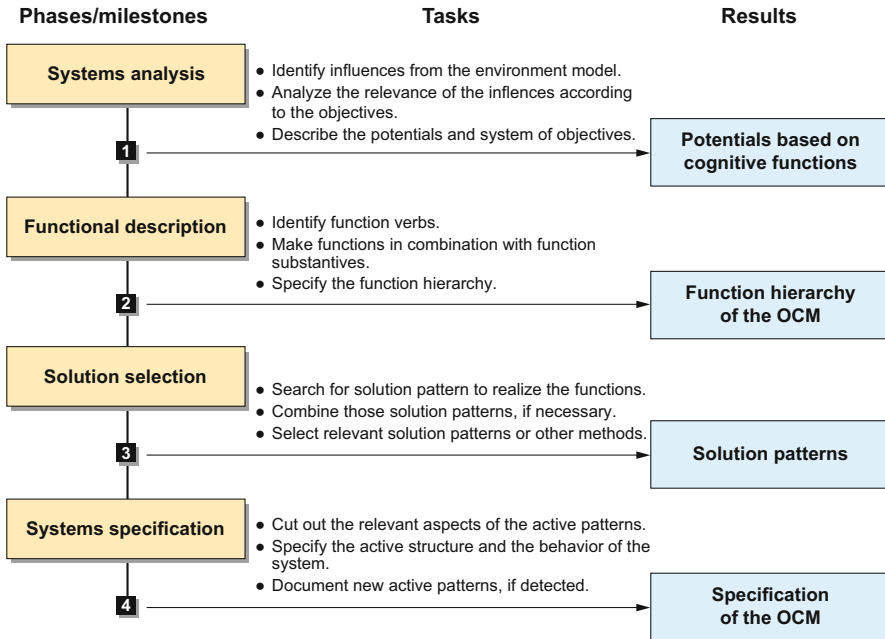 Phases/milestones
Tasks
Results
Systems analysis
● Identify influences from the environment model.
● Analyze the relevance of the inflences according
to the objectives.
● Describe the potentials and system of objectives.
1
Potentials based on
cognitive functions
Functional description
● Identify function verbs.
● Make functions in combination with function
substantives.
● Specify the function hierarchy.
2
Function hierarchy
of the OCM
Solution selection
● Search for solution pattern to realize the functions.
● Combine those solution patterns, if necessary.
● Select relevant solution patterns or other methods.
3
Solution patterns
Systems specification
● Cut out the relevant aspects of the active patterns.
● Specify the active structure and the behavior of the
system.
● Document new active patterns, if detected.
4
Specification
of the OCM